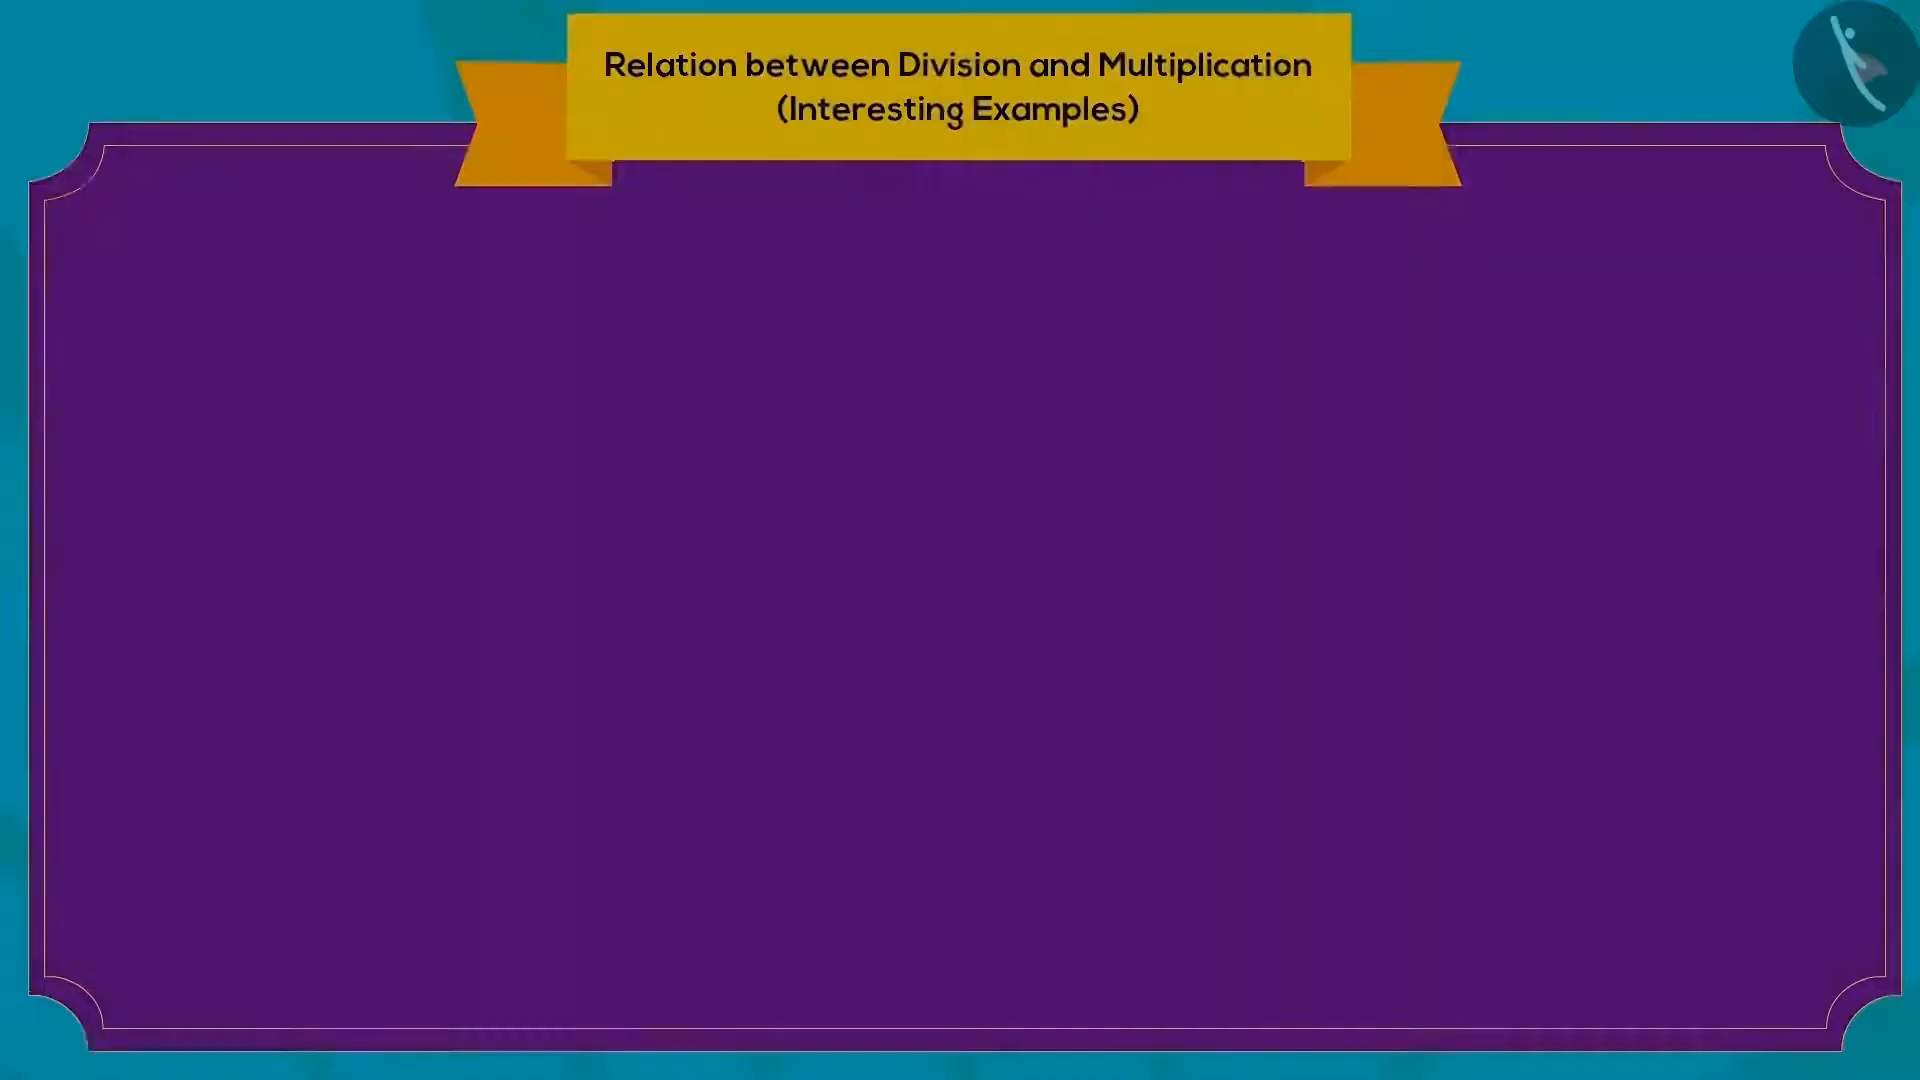 Relation between Division and Multiplication
(Interesting Examples)